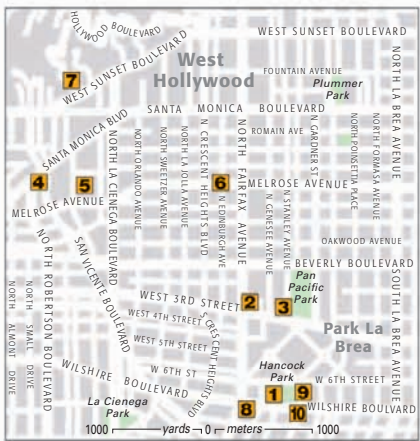 HOLLYWOOD BOULEVARD
WEST SUNSET BOULEVARD
WEST SUNSET BOULEVARD
West
Hollywood
7
FOUNTAIN AVENUE
Plummer
Park
NORTH LA BREA AVENUE
SANTA MONICA BOULEVARD
SANTA MONICA BLVD
ROMAIN AVE
N GARDNER ST
NORTH POINSETTIA PLACE
NORTH FORMOSA AVENUE
NORTH LA CIENEGA BOULEVARD
NORTH ORLANDO AVENUE
NORTH SWEETZER AVENUE
NORTH LA JOLLA AVENUE
N CRESCENT HEIGHTS BLVD
N EDINBURGH AVE
NORTH FAIRFAX AVENUE
4
5
6
MELROSE AVENUE
MELROSE AVENUE
N GENESEE AVENUE
N STANLEY AVENUE
OAKWOOD AVENUE
BEVERLY BOULEVARD
NORTH ROBERTSON BOULEVARD
SAN VICENTE BOULEVARD
Pan
Pacific
Park
SOUTH LA BREA AVENUE
NORTH ALMONT DRIVE
NORTH SMALL DRIVE
WEST 3RD STREET
2
3
WEST 4TH STREET
WEST 5TH STREET
S CRESCENT HEIGHTS BLVD
Park La
Brea
W 6TH ST
Hancock
Park
W 6TH STREET
WILSHIRE BOULEVARD
1
9
8
10
WILSHIRE BOULVARD
La Cienega
Park
1000 yards 0 meters 1000